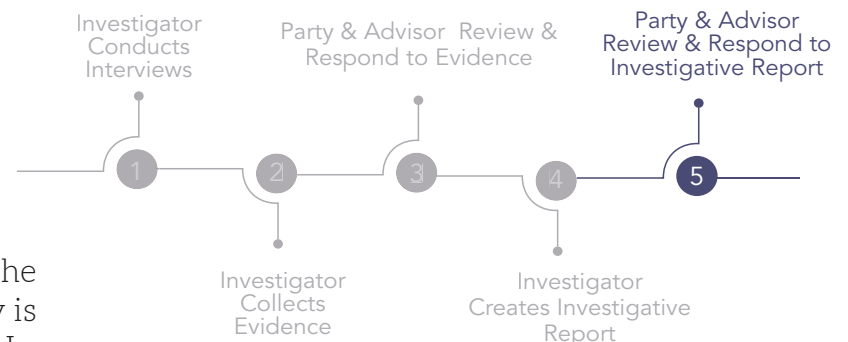 Investigator
Conducts
Interviews
Party & Advisor Review &
Respond to Evidence
Party & Advisor
Review & Respond to
Investigative Report
1
2
3
4
5
Investigator
Collects
Evidence
Investigator
Creates Investigative
Report
is